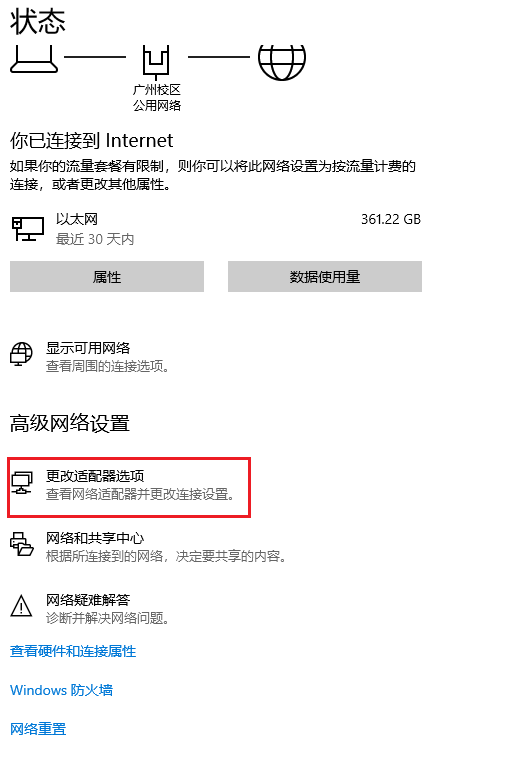 状态
广州校区
公用网络
你已连接到 Internet
如果你的流量套餐有限制，则你可以将此网络设置为按流量计费的
连接，或者更改其他属性。
以太网
361.22 GB
最近 30 天内
属性
数据使用量
显示可用网络
查看周围的连接选项。
高级网络设置
更改适配器选项
查看网络适配器并更改连接设置。
网络和共享中心
根据所连接到的网络，决定要共享的内容。
网络疑难解答
诊断并解决网络问题。
查看硬件和连接属性
Windows 防火墙
网络重置